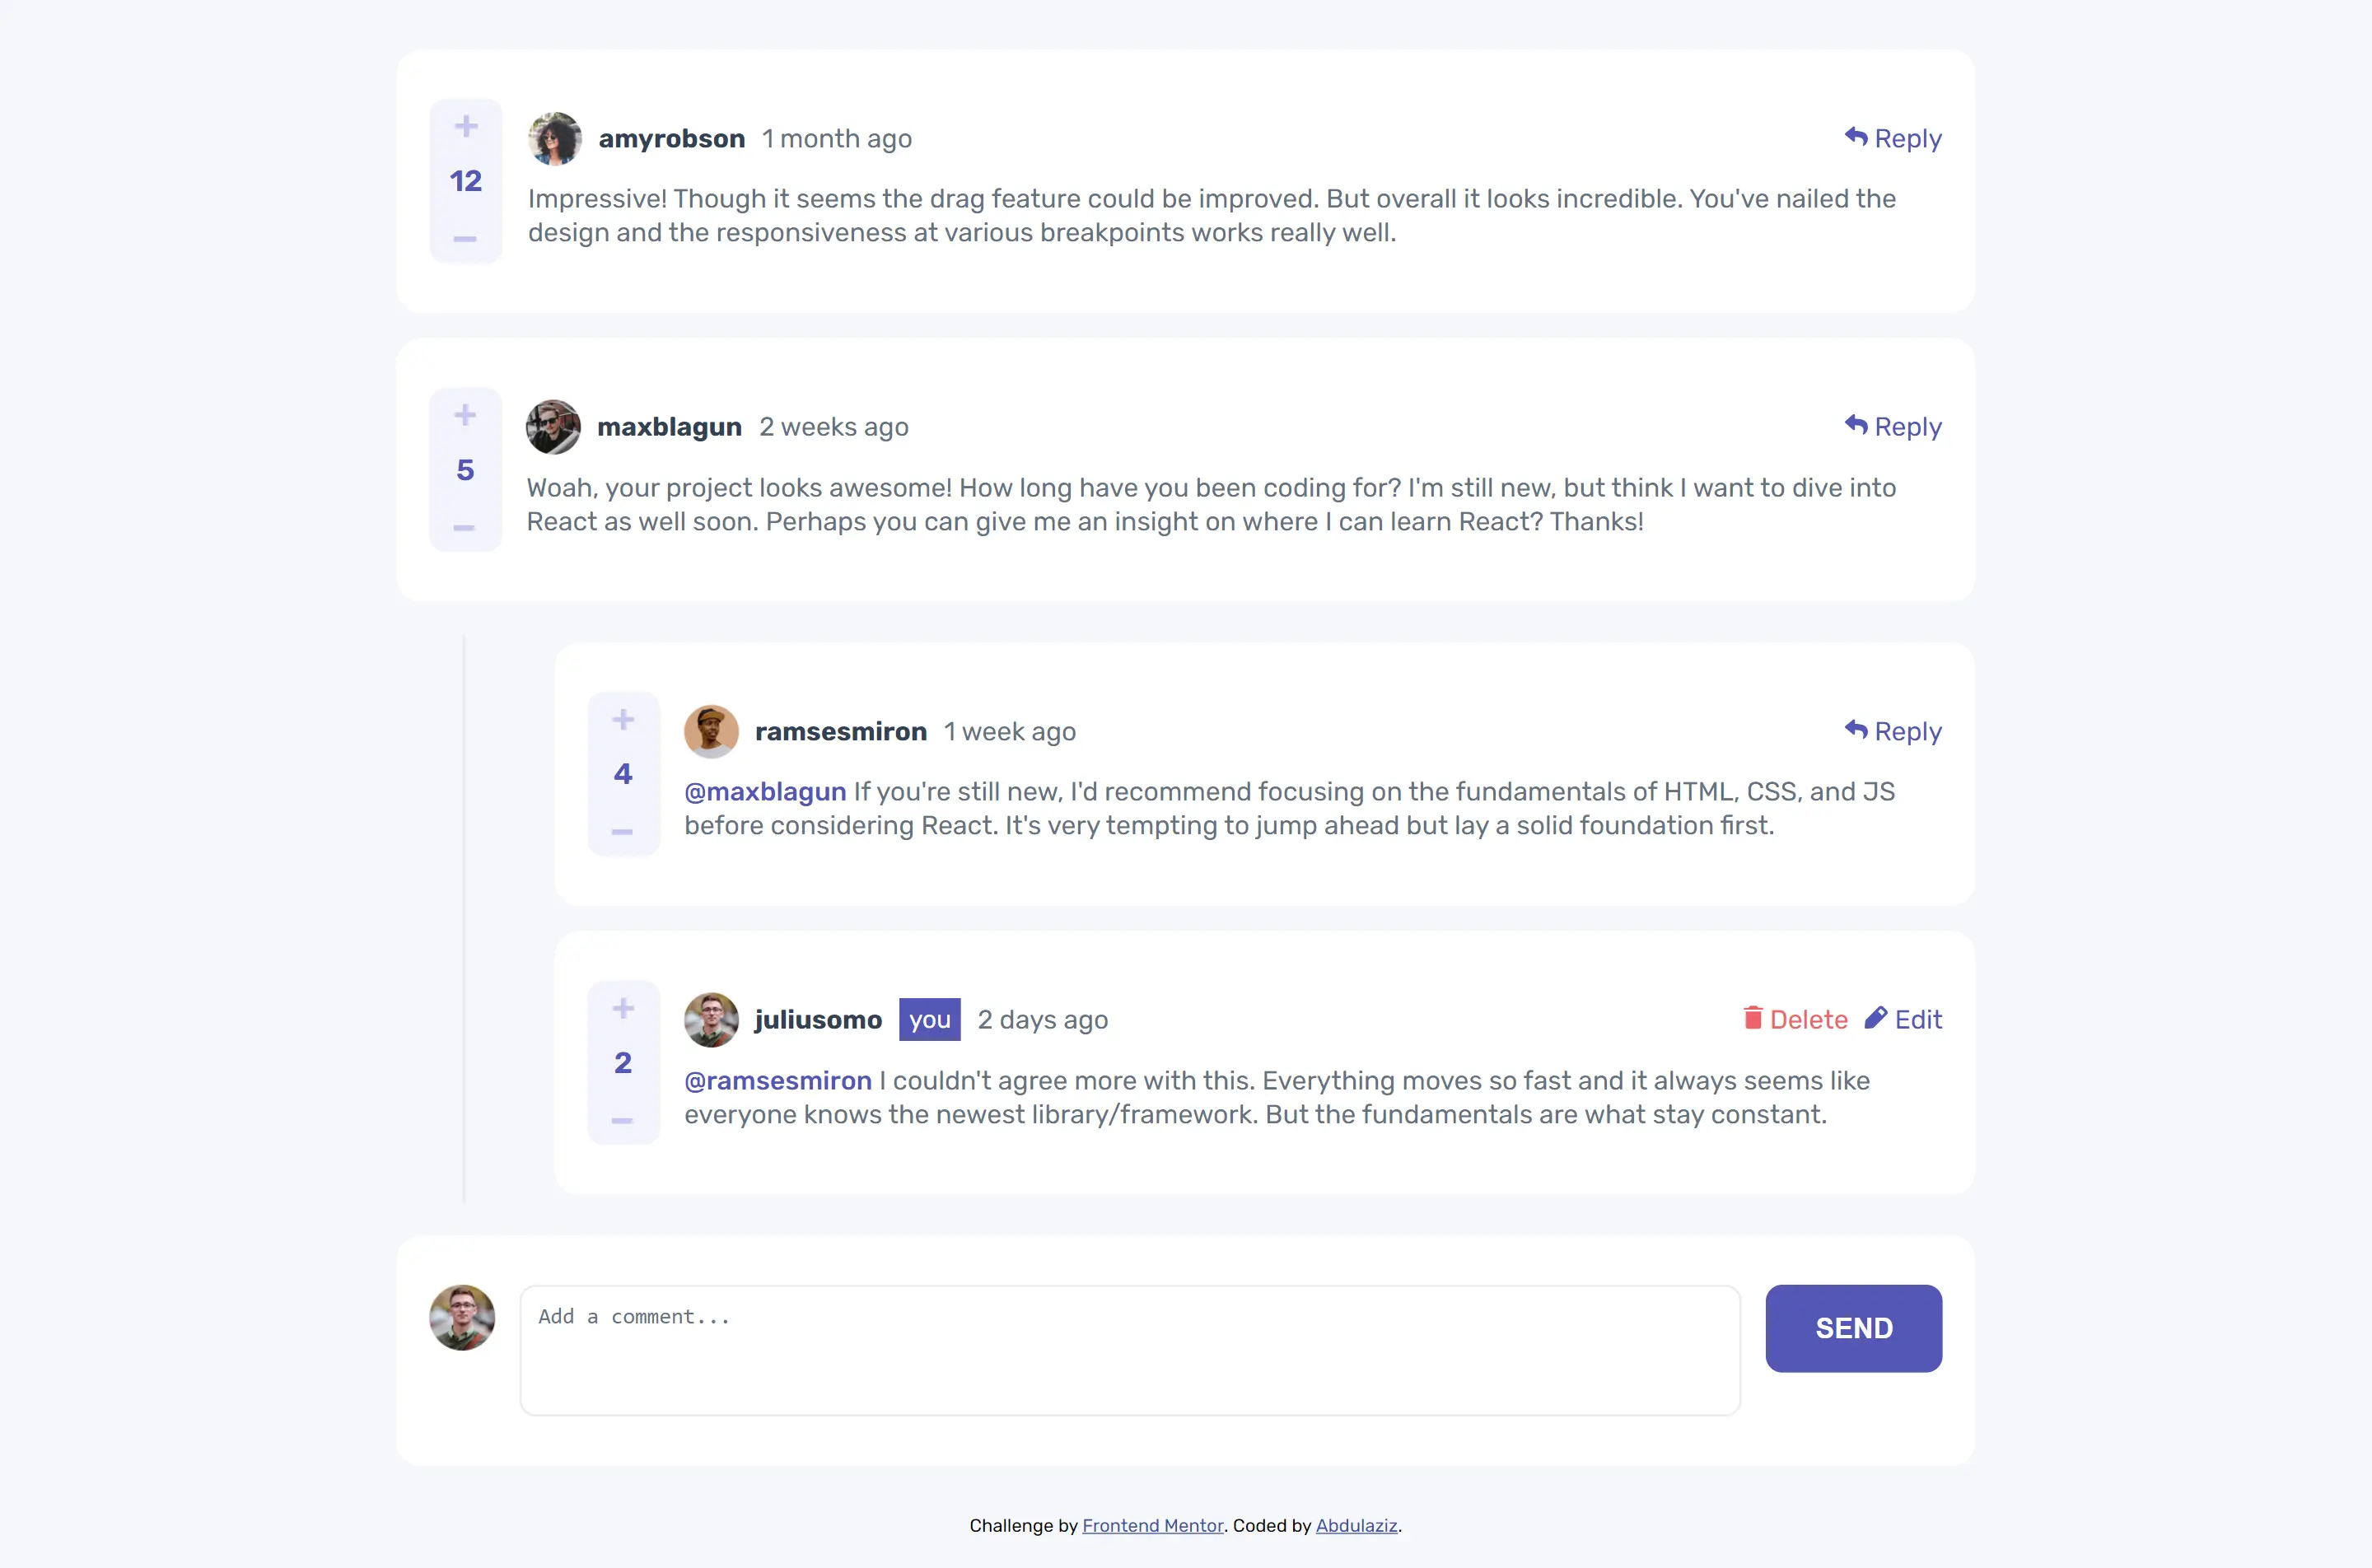 +
12
−
amyrobson 1 month ago
Reply
Impressive! Though it seems the drag feature could be improved. But overall it looks incredible. You've nailed the
design and the responsiveness at various breakpoints works really well.
+
5
−
maxblagun 2 weeks ago
Reply
Woah, your project looks awesome! How long have you been coding for? I'm still new, but think I want to dive into
React as well soon. Perhaps you can give me an insight on where I can learn React? Thanks!
+
4
−
ramsesmiron 1 week ago
Reply
@maxblagun If you're still new, I'd recommend focusing on the fundamentals of HTML, CSS, and JS
before considering React. It's very tempting to jump ahead but lay a solid foundation first.
+
2
−
juliusomo you 2 days ago
Delete Edit
@ramsesmiron I couldn't agree more with this. Everything moves so fast and it always seems like
everyone knows the newest library/framework. But the fundamentals are what stay constant.
Add a comment...
SEND
Challenge by Frontend Mentor. Coded by Abdulaziz.